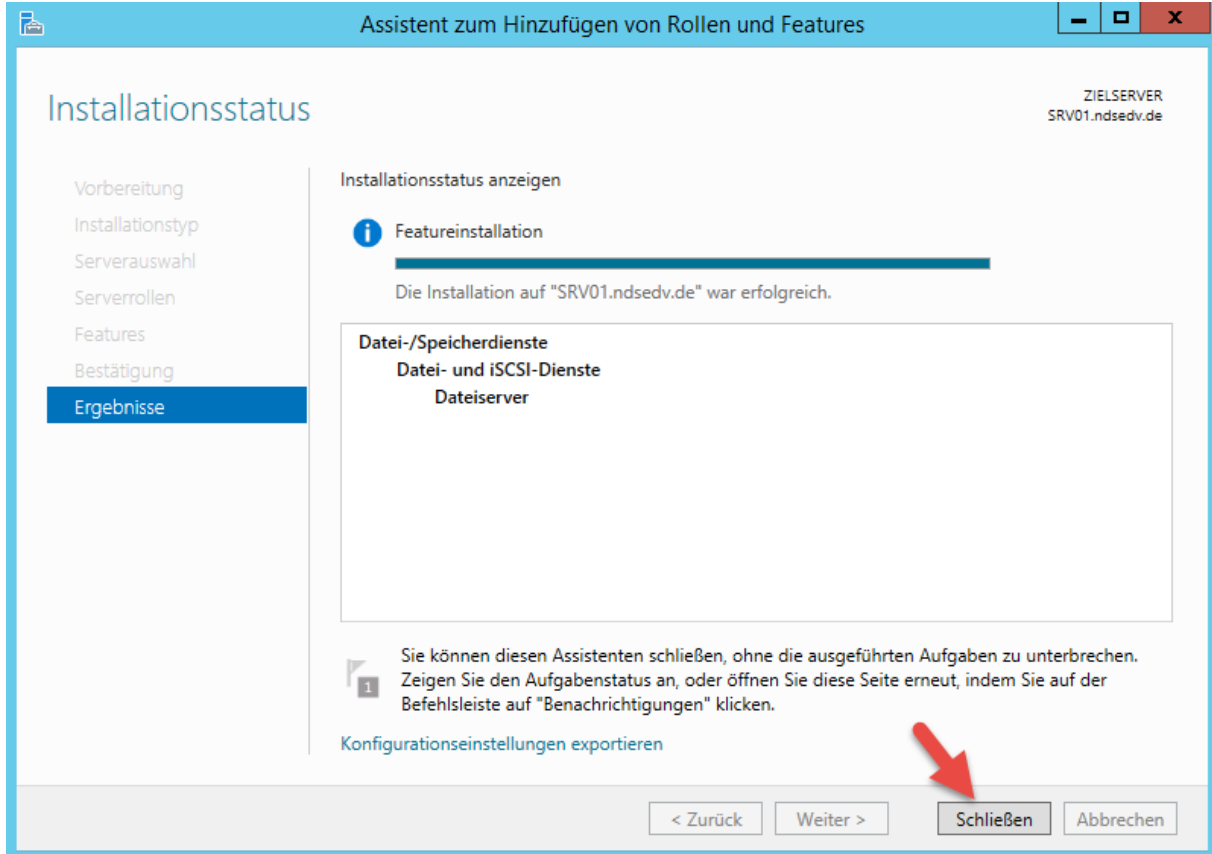 Assistent zum Hinzufügen von Rollen und Features
Installationsstatus
ZIELSERVER
SRV01.ndsedv.de
Vorbereitung
Installationstyp
Serverauswahl
Serverrollen
Features
Bestätigung
Ergebnisse
Installationsstatus anzeigen
Featureinstallation
Die Installation auf "SRV01.ndsedv.de" war erfolgreich.
Datei-/Speicherdienste
Datei- und iSCSI-Dienste
Dateiserver
1
Sie können diesen Assistenten schließen, ohne die ausgeführten Aufgaben zu unterbrechen.
Zeigen Sie den Aufgabenstatus an, oder öffnen Sie diese Seite erneut, indem Sie auf der
Befehlsleiste auf "Benachrichtigungen" klicken.
Konfigurationseinstellungen exportieren
< Zurück
Weiter >
Schließen
Abbrechen